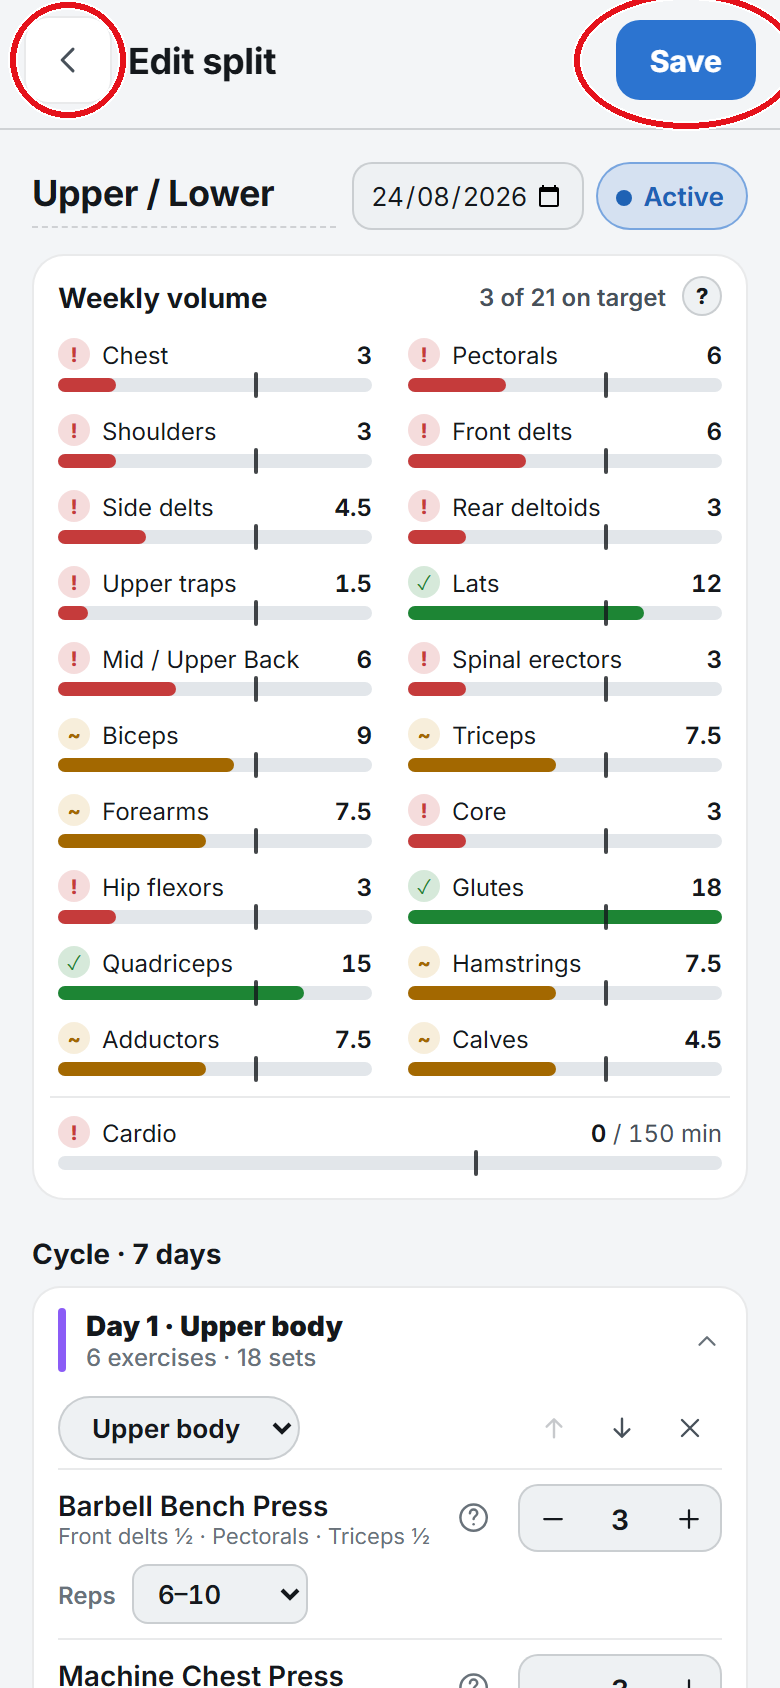 Edit split
Save
Upper / Lower
24/08/2026
Active
Weekly volume
3 of 21 on target
?
! Chest 3
! Pectorals 6
! Shoulders 3
! Front delts 6
! Side delts 4.5
! Rear deltoids 3
! Upper traps 1.5
✓ Lats 12
! Mid / Upper Back 6
! Spinal erectors 3
~ Biceps 9
~ Triceps 7.5
~ Forearms 7.5
! Core 3
! Hip flexors 3
✓ Glutes 18
✓ Quadriceps 15
~ Hamstrings 7.5
~ Adductors 7.5
~ Calves 4.5
! Cardio 0 / 150 min
Cycle · 7 days
Day 1 · Upper body
6 exercises · 18 sets
Upper body
Barbell Bench Press
Front delts ½ · Pectorals · Triceps ½
? − 3 +
Reps 6–10
Machine Chest Press